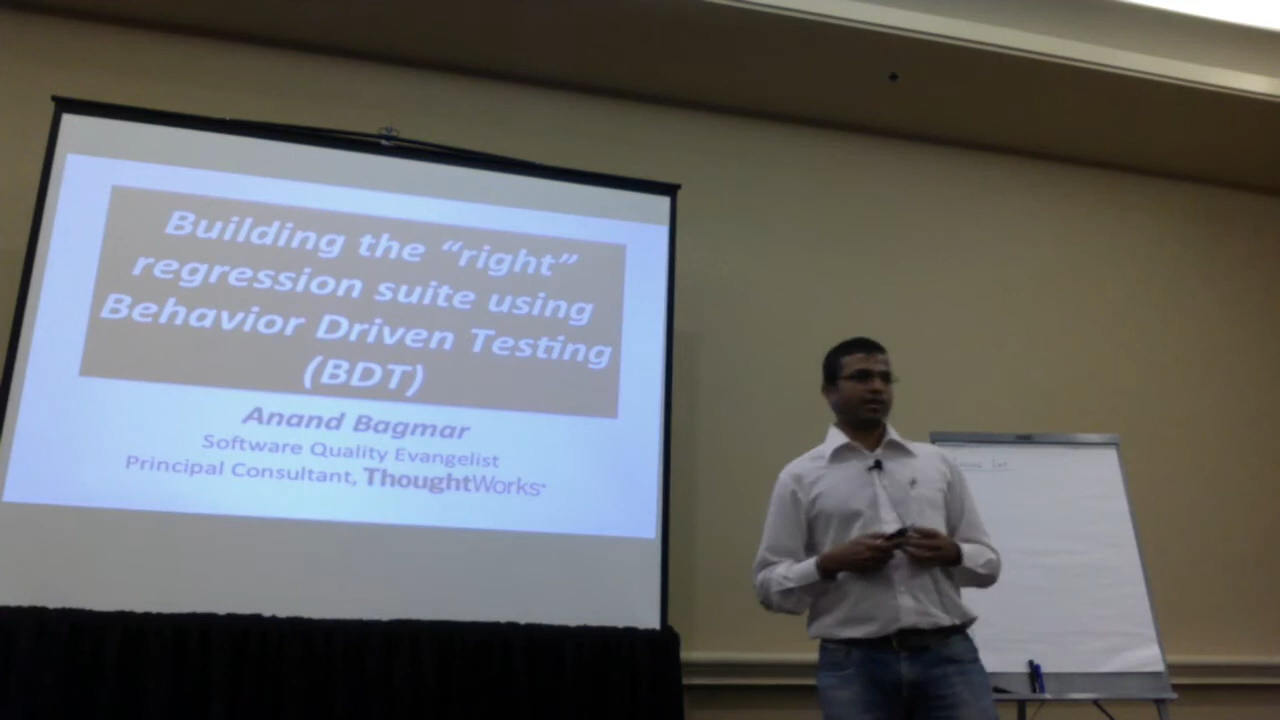 Building the “right”
regression suite using
Behavior Driven Testing
(BDT)
Anand Bagmar
Software Quality Evangelist
Principal Consultant, ThoughtWorks